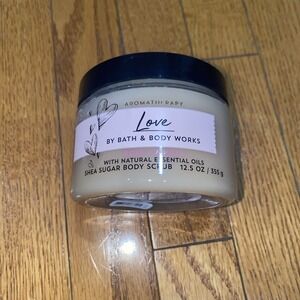 AROMATHERAPY
Love
BY BATH & BODY WORKS
WITH NATURAL ESSENTIAL OILS
SHEA SUGAR BODY SCRUB 12.5 OZ / 355 g